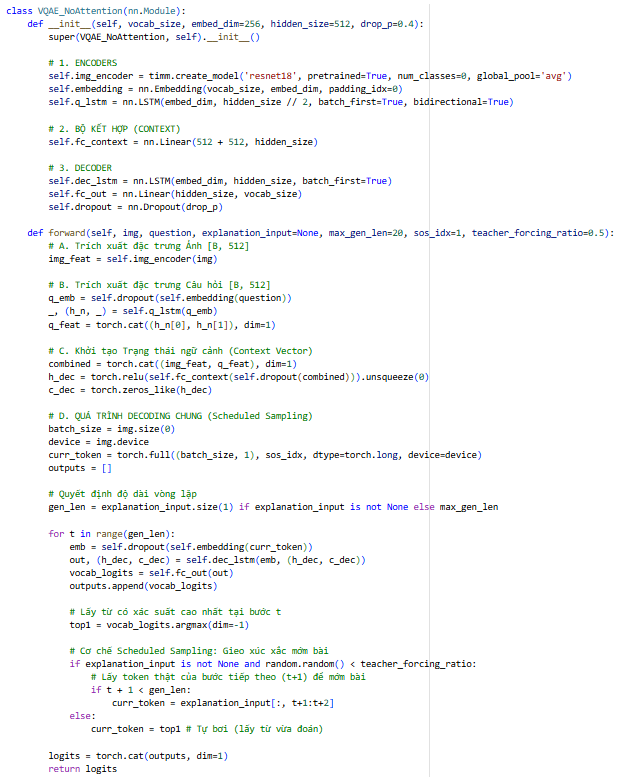 class VQAE_NoAttention(nn.Module):
    def __init__(self, vocab_size, embed_dim=256, hidden_size=512, drop_p=0.4):
        super(VQAE_NoAttention, self).__init__()

        # 1. ENCODERS
        self.img_encoder = timm.create_model('resnet18', pretrained=True, num_classes=0, global_pool='avg')
        self.embedding = nn.Embedding(vocab_size, embed_dim, padding_idx=0)
        self.q_lstm = nn.LSTM(embed_dim, hidden_size // 2, batch_first=True, bidirectional=True)

        # 2. BỘ KẾT HỢP (CONTEXT)
        self.fc_context = nn.Linear(512 + 512, hidden_size)

        # 3. DECODER
        self.dec_lstm = nn.LSTM(embed_dim, hidden_size, batch_first=True)
        self.fc_out = nn.Linear(hidden_size, vocab_size)
        self.dropout = nn.Dropout(drop_p)

    def forward(self, img, question, explanation_input=None, max_gen_len=20, sos_idx=1, teacher_forcing_ratio=0.5):
        # A. Trích xuất đặc trưng Ảnh [B, 512]
        img_feat = self.img_encoder(img)

        # B. Trích xuất đặc trưng Câu hỏi [B, 512]
        q_emb = self.dropout(self.embedding(question))
        _, (h_n, _) = self.q_lstm(q_emb)
        q_feat = torch.cat((h_n[0], h_n[1]), dim=1)

        # C. Khởi tạo Trạng thái ngữ cảnh (Context Vector)
        combined = torch.cat((img_feat, q_feat), dim=1)
        h_dec = torch.relu(self.fc_context(self.dropout(combined))).unsqueeze(0)
        c_dec = torch.zeros_like(h_dec)

        # D. QUÁ TRÌNH DECODING CHUNG (Scheduled Sampling)
        batch_size = img.size(0)
        device = img.device
        curr_token = torch.full((batch_size, 1), sos_idx, dtype=torch.long, device=device)
        outputs = []

        # Quyết định độ dài vòng lặp
        gen_len = explanation_input.size(1) if explanation_input is not None else max_gen_len

        for t in range(gen_len):
            emb = self.dropout(self.embedding(curr_token))
            out, (h_dec, c_dec) = self.dec_lstm(emb, (h_dec, c_dec))
            vocab_logits = self.fc_out(out)
            outputs.append(vocab_logits)

            # Lấy từ có xác suất cao nhất tại bước t
            top1 = vocab_logits.argmax(dim=-1)

            # Cơ chế Scheduled Sampling: Gieo xúc xắc mớm bài
            if explanation_input is not None and random.random() < teacher_forcing_ratio:
                # Lấy token thật của bước tiếp theo (t+1) để mớm bài
                if t + 1 < gen_len:
                    curr_token = explanation_input[:, t+1:t+2]
            else:
                curr_token = top1 # Tự bơi (lấy từ vừa đoán)

        logits = torch.cat(outputs, dim=1)
        return logits